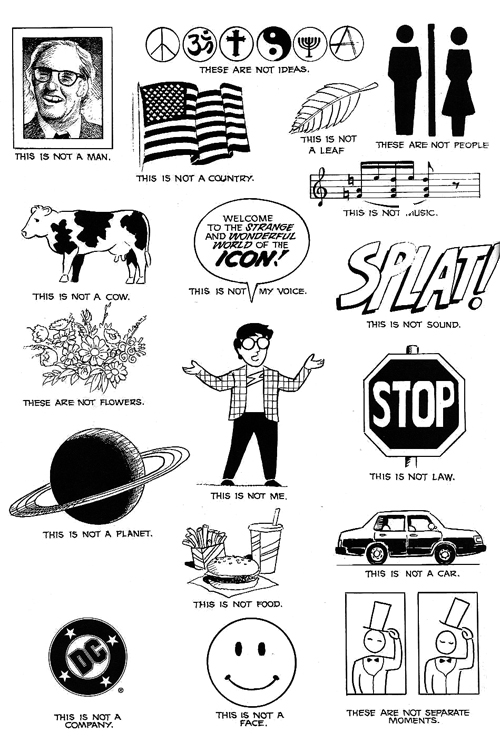 THESE ARE NOT IDEAS.
THIS IS NOT A MAN.
THIS IS NOT A COUNTRY.
THIS IS NOT
A LEAF
THESE ARE NOT PEOPLE
THIS IS NOT MUSIC.
THIS IS NOT A COW.
WELCOME
TO THE STRANGE
AND WONDERFUL
WORLD OF THE
ICON!
THIS IS NOT MY VOICE.
SPLAT!
THIS IS NOT SOUND.
THESE ARE NOT FLOWERS.
THIS IS NOT ME.
STOP
THIS IS NOT LAW.
THIS IS NOT A PLANET.
THIS IS NOT FOOD.
THIS IS NOT A CAR.
DC
®
THIS IS NOT A
COMPANY.
THIS IS NOT A
FACE.
THESE ARE NOT SEPARATE
MOMENTS.